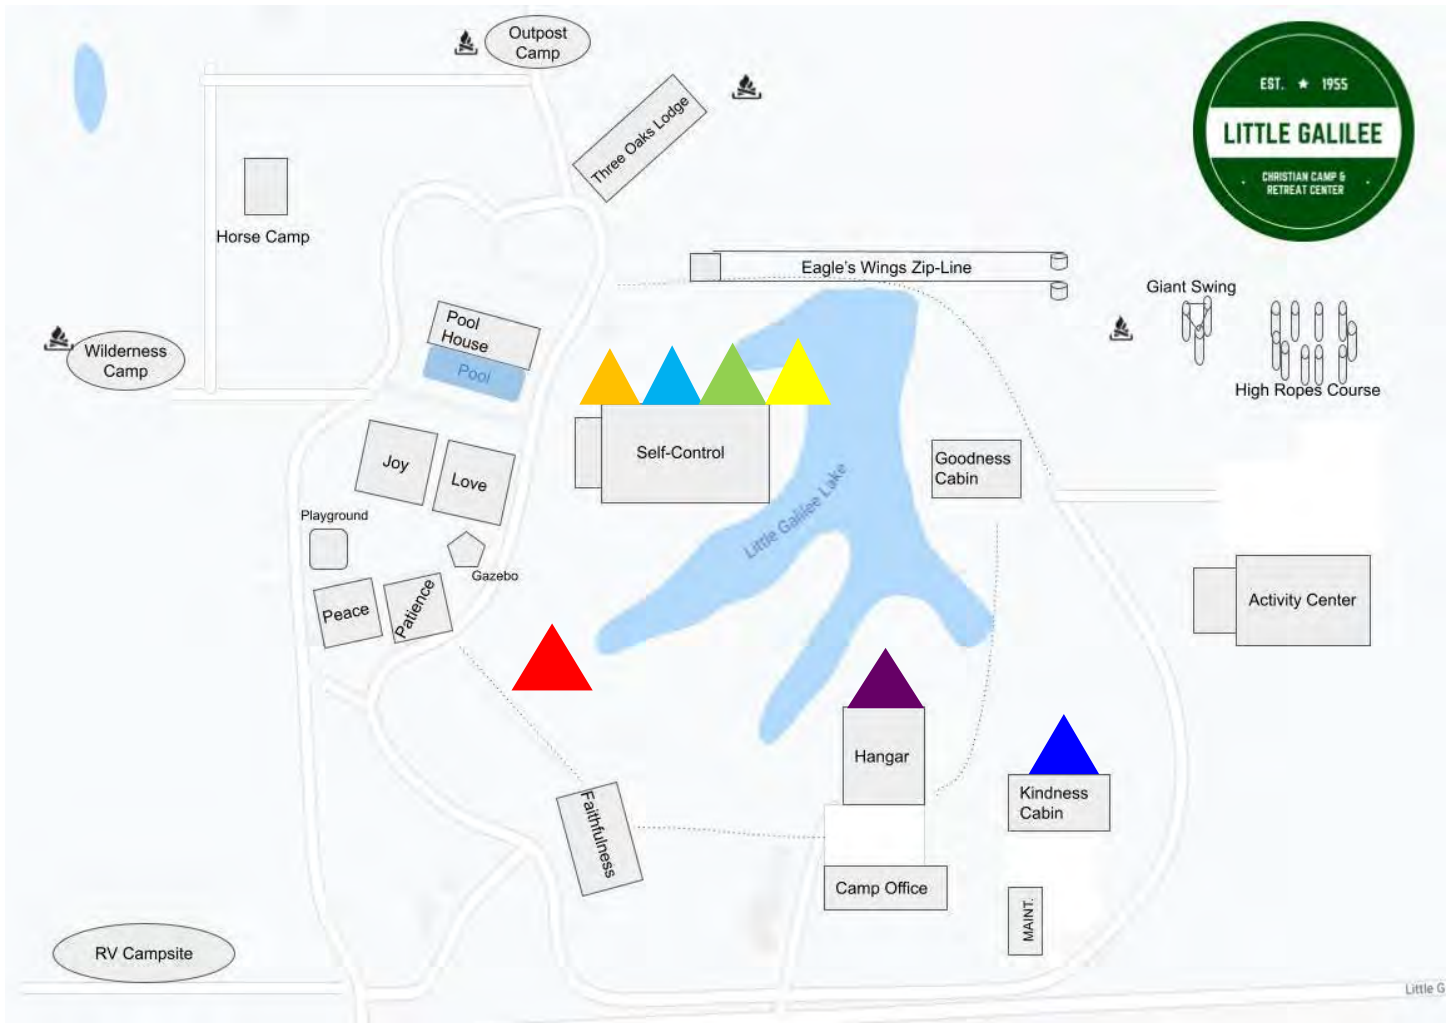 Outpost
Camp
EST. ★ 1955
LITTLE GALILEE
CHRISTIAN CAMP &
RETREAT CENTER
Three Oaks Lodge
Horse Camp
Eagle's Wings Zip-Line
Giant Swing
High Ropes Course
Pool
House
Pool
Wilderness
Camp
Joy
Love
Self-Control
Goodness
Cabin
Little Galilee Lake
Playground
Gazebo
Peace
Patience
Activity Center
Hangar
Kindness
Cabin
Faithfulness
Camp Office
MAINT.
RV Campsite
Little G